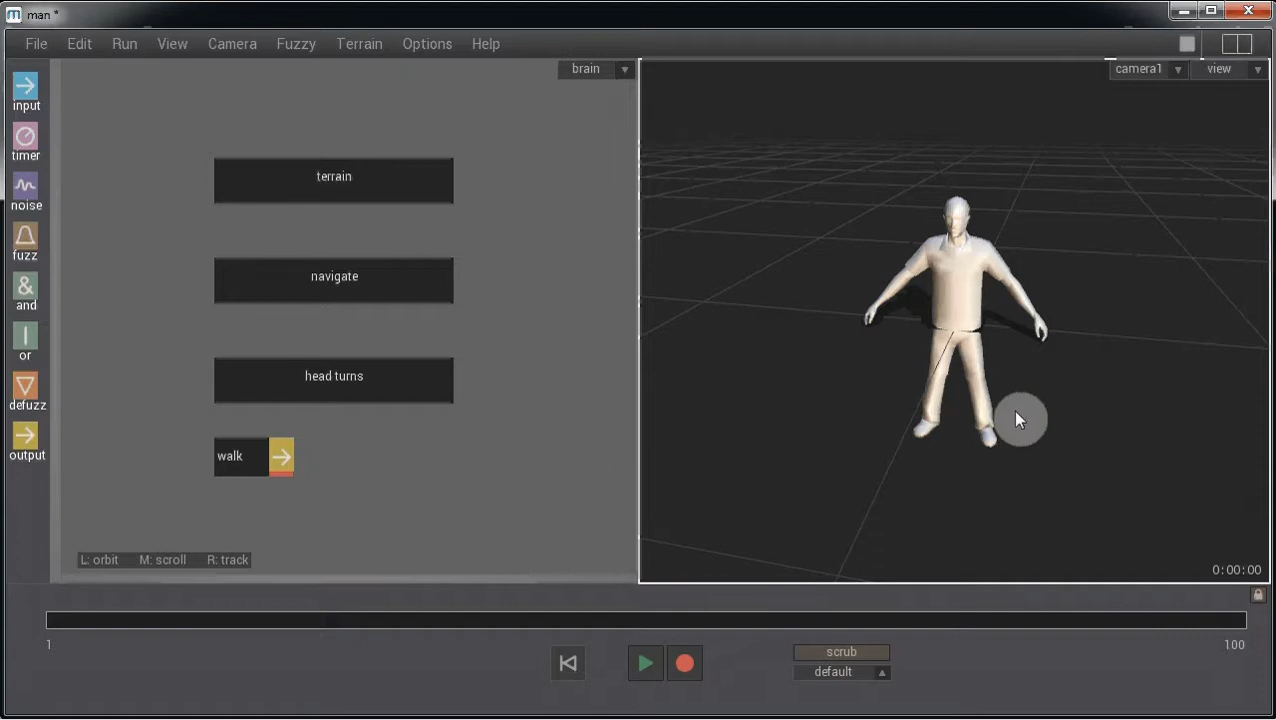 man *
File Edit Run View Camera Fuzzy Terrain Options Help
brain
camera1 view
input
timer
noise
fuzz
&
and
or
defuzz
output
terrain
navigate
head turns
walk
L: orbit M: scroll R: track
0:00:00
1
100
scrub
default